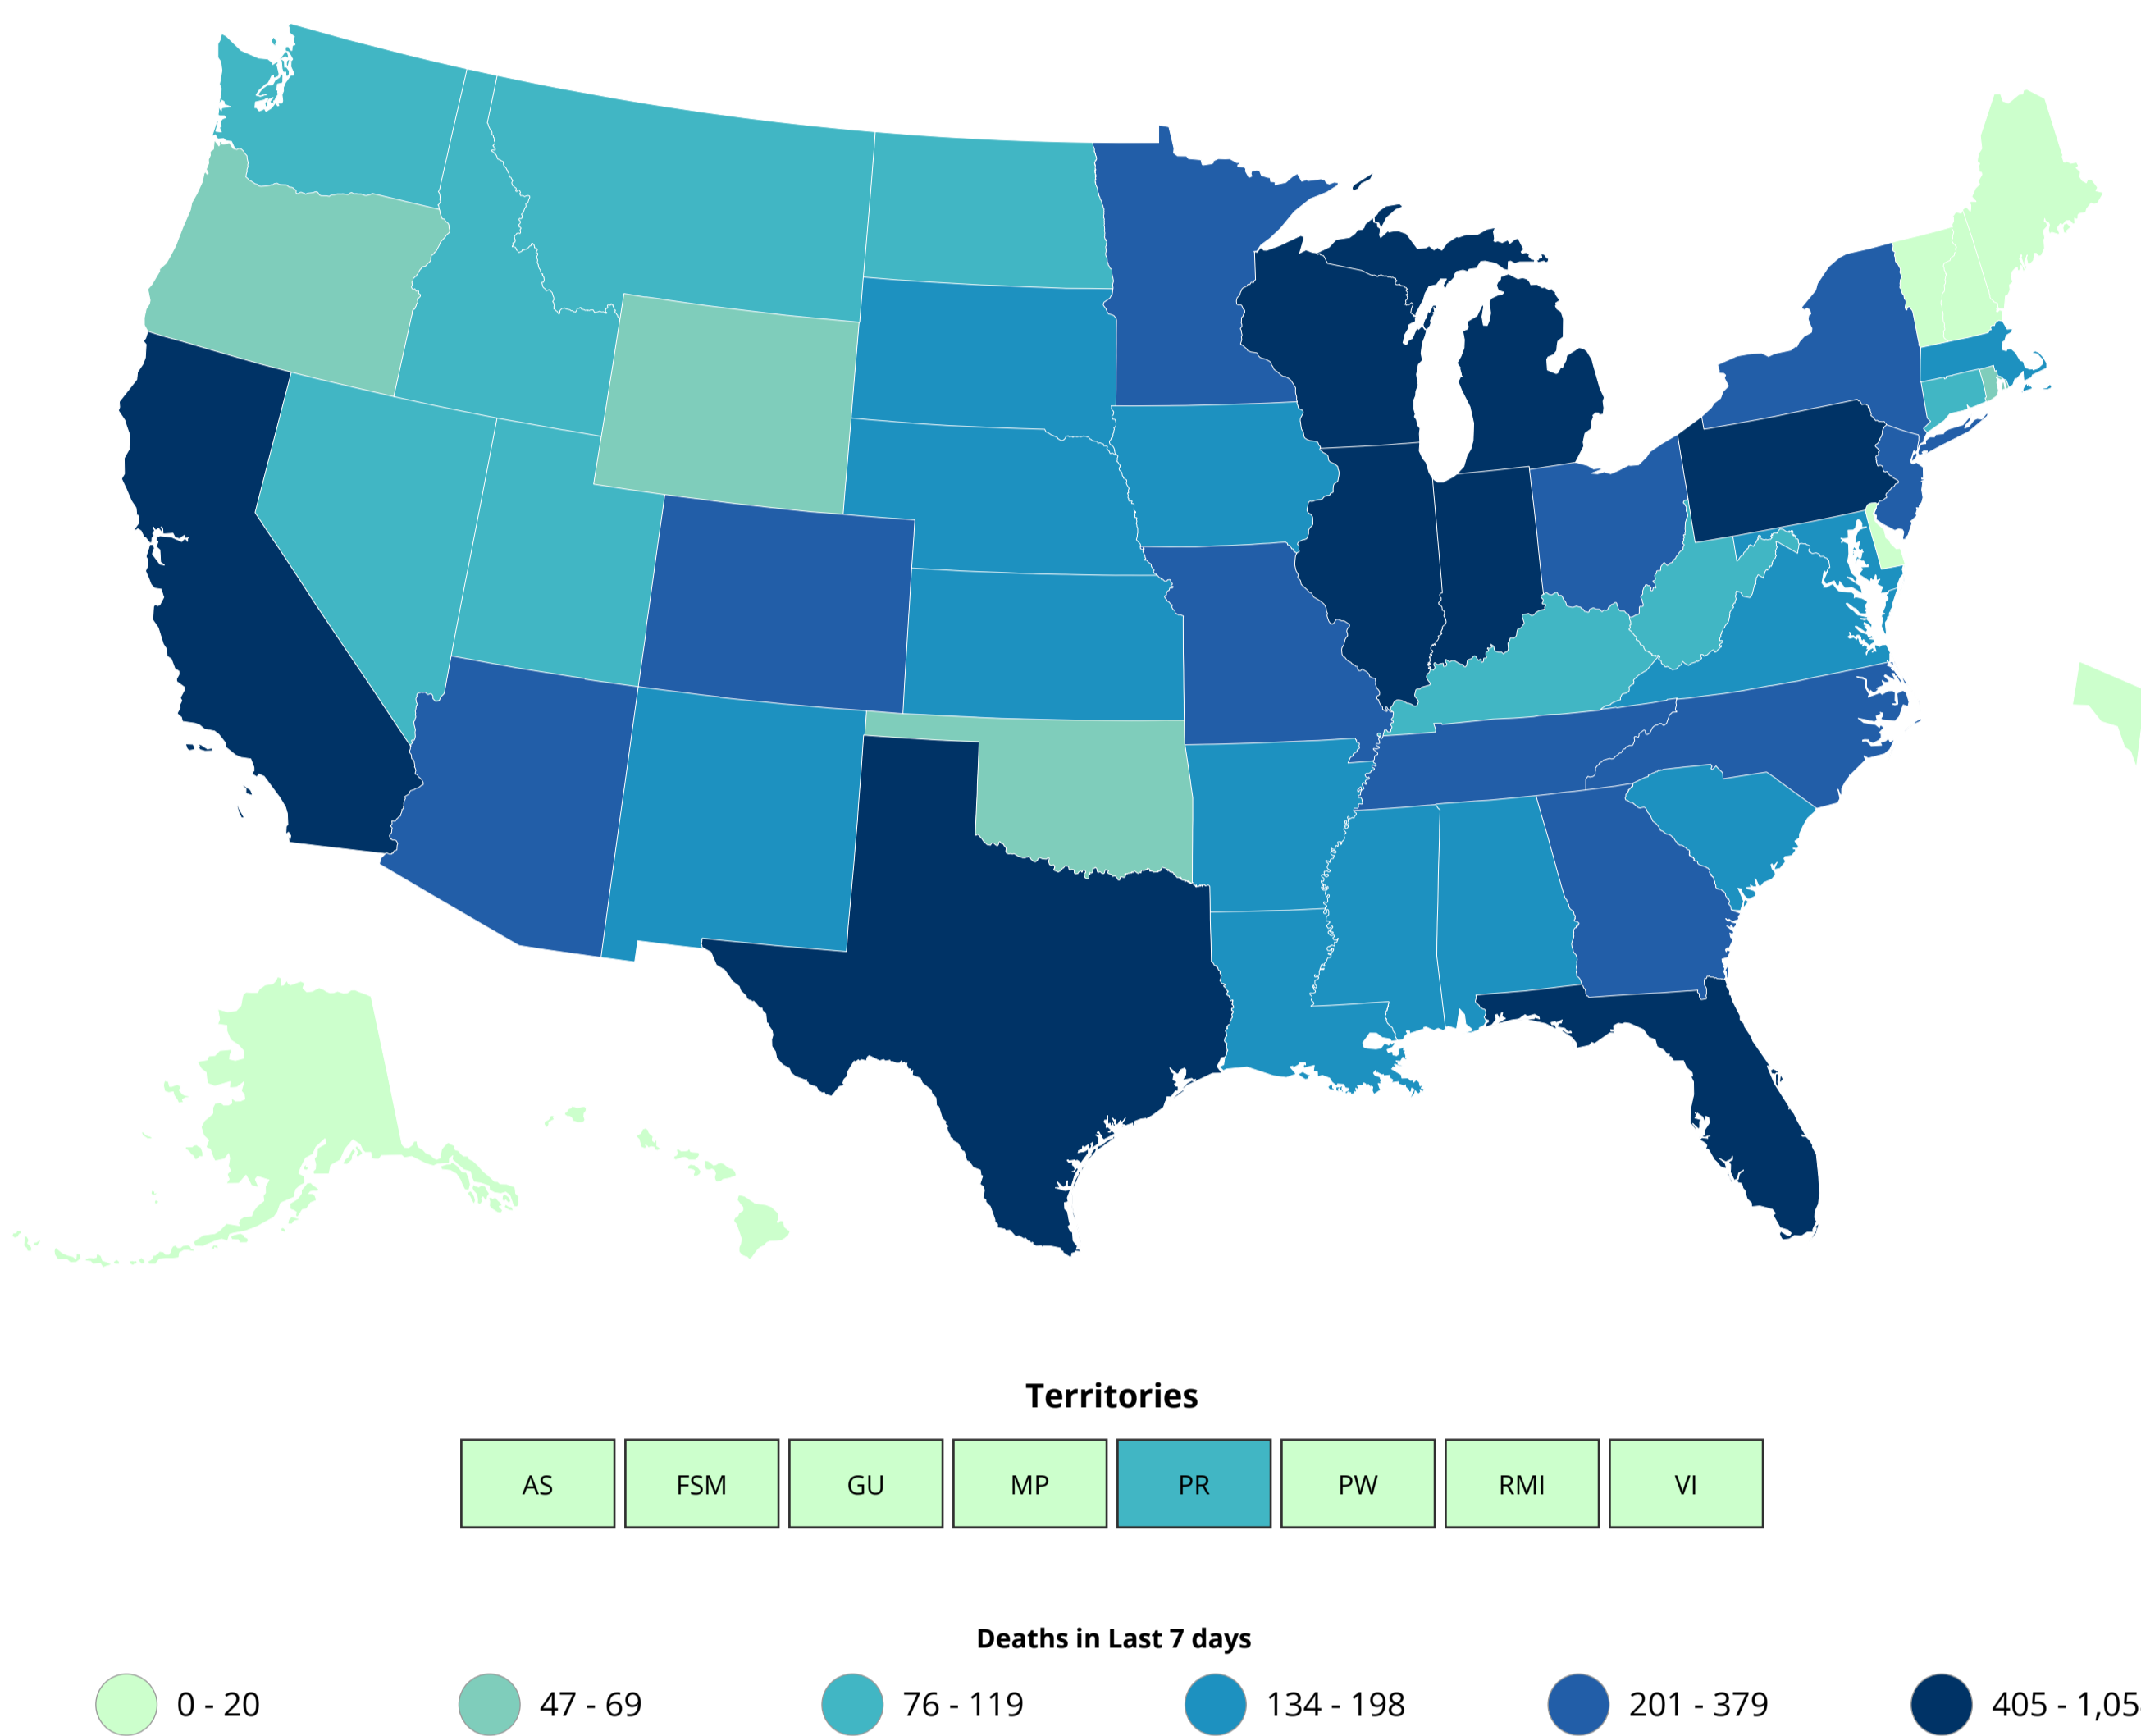 Territories
AS FSM GU MP PR PW RMI VI
Deaths in Last 7 days
0 - 20 47 - 69 76 - 119 134 - 198 201 - 379 405 - 1,05